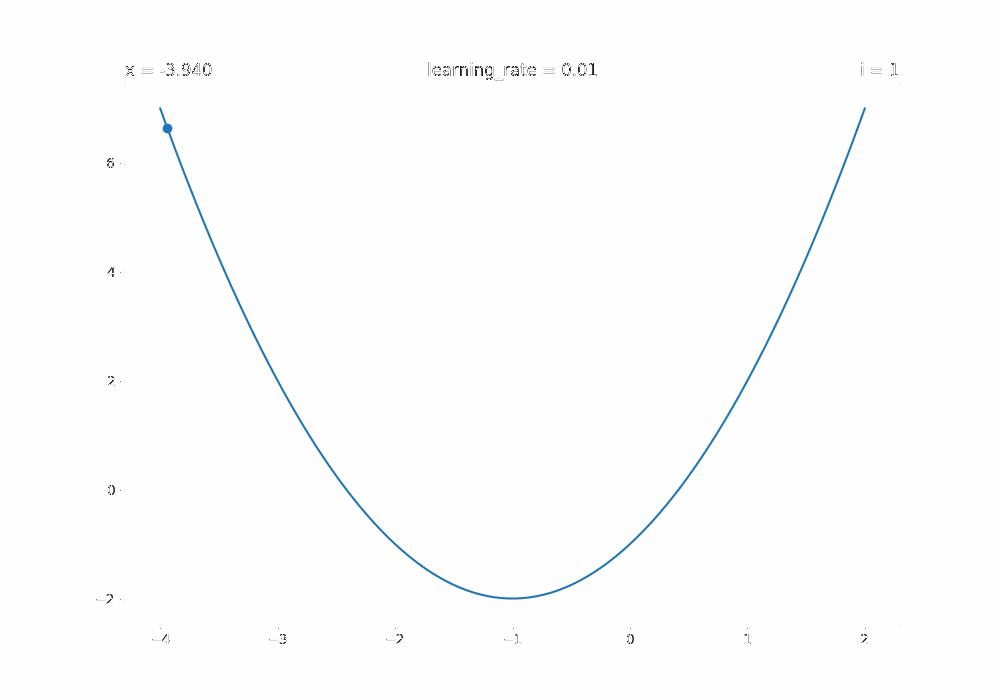 x = -3.940 learning_rate = 0.01 i = 1
6
4
2
0
−2
−4 −3 −2 −1 0 1 2